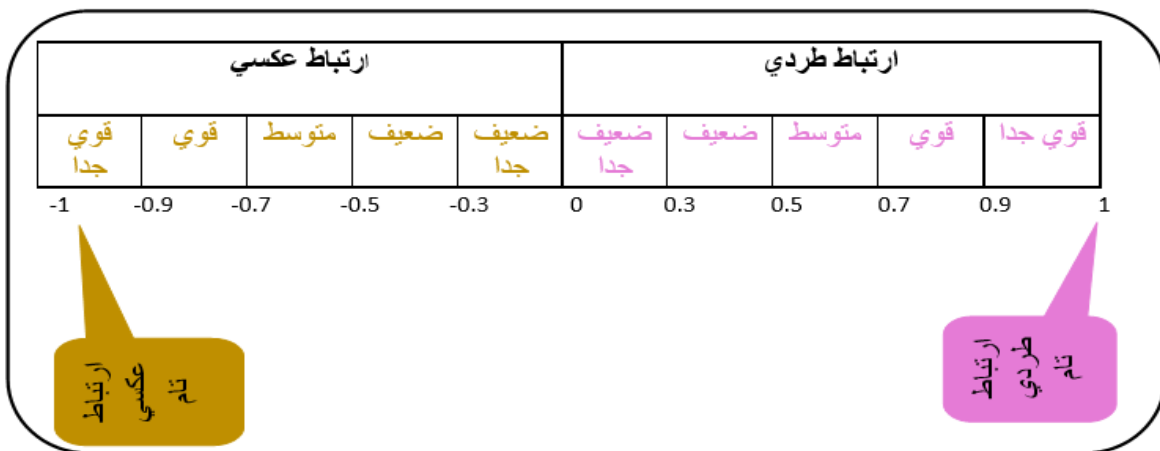 ارتباط طردي
ارتباط عكسي
قوي جدا
قوي
متوسط
ضعيف
ضعيف
جدا
ضعيف
جدا
ضعيف
متوسط
قوي
قوي
جدا
-1 -0.9 -0.7 -0.5 -0.3 0 0.3 0.5 0.7 0.9 1
ارتباط
طردي
تام
ارتباط
عكسي
تام